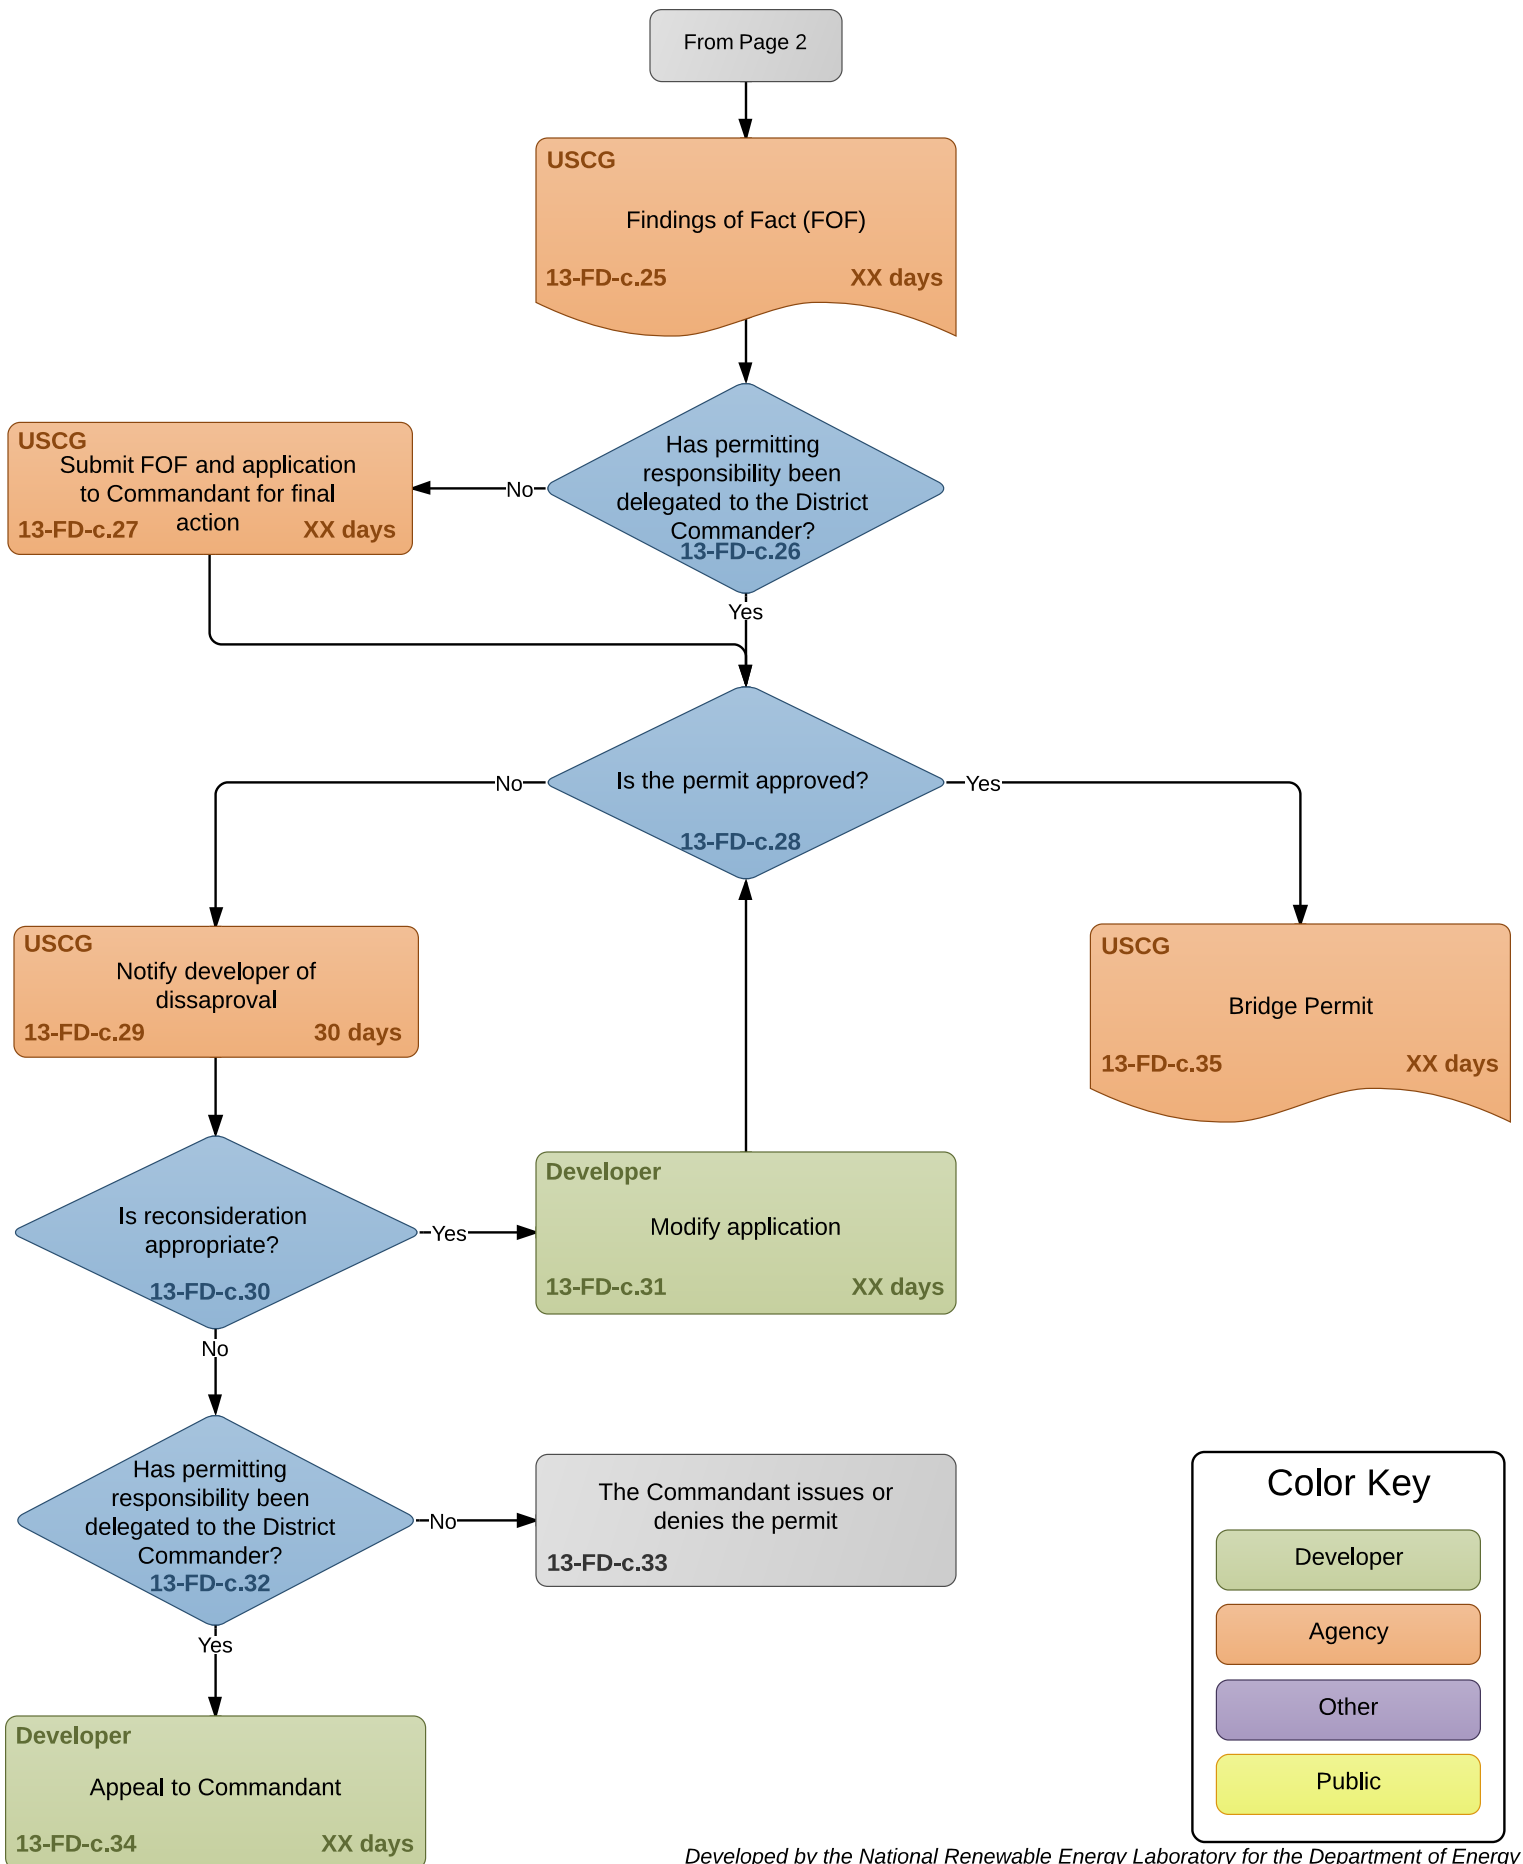 From Page 2
USCG
Findings of Fact (FOF)
13-FD-c.25 XX days
Has permitting
responsibility been
delegated to the District
Commander?
13-FD-c.26
No
USCG
Submit FOF and application
to Commandant for final
action
13-FD-c.27 XX days
Yes
Is the permit approved?
13-FD-c.28
No
Yes
USCG
Notify developer of
dissaproval
13-FD-c.29 30 days
USCG
Bridge Permit
13-FD-c.35 XX days
Is reconsideration
appropriate?
13-FD-c.30
Yes
Developer
Modify application
13-FD-c.31 XX days
No
Has permitting
responsibility been
delegated to the District
Commander?
13-FD-c.32
No
The Commandant issues or
denies the permit
13-FD-c.33
Yes
Developer
Appeal to Commandant
13-FD-c.34 XX days
Color Key
Developer
Agency
Other
Public
Developed by the National Renewable Energy Laboratory for the Department of Energy